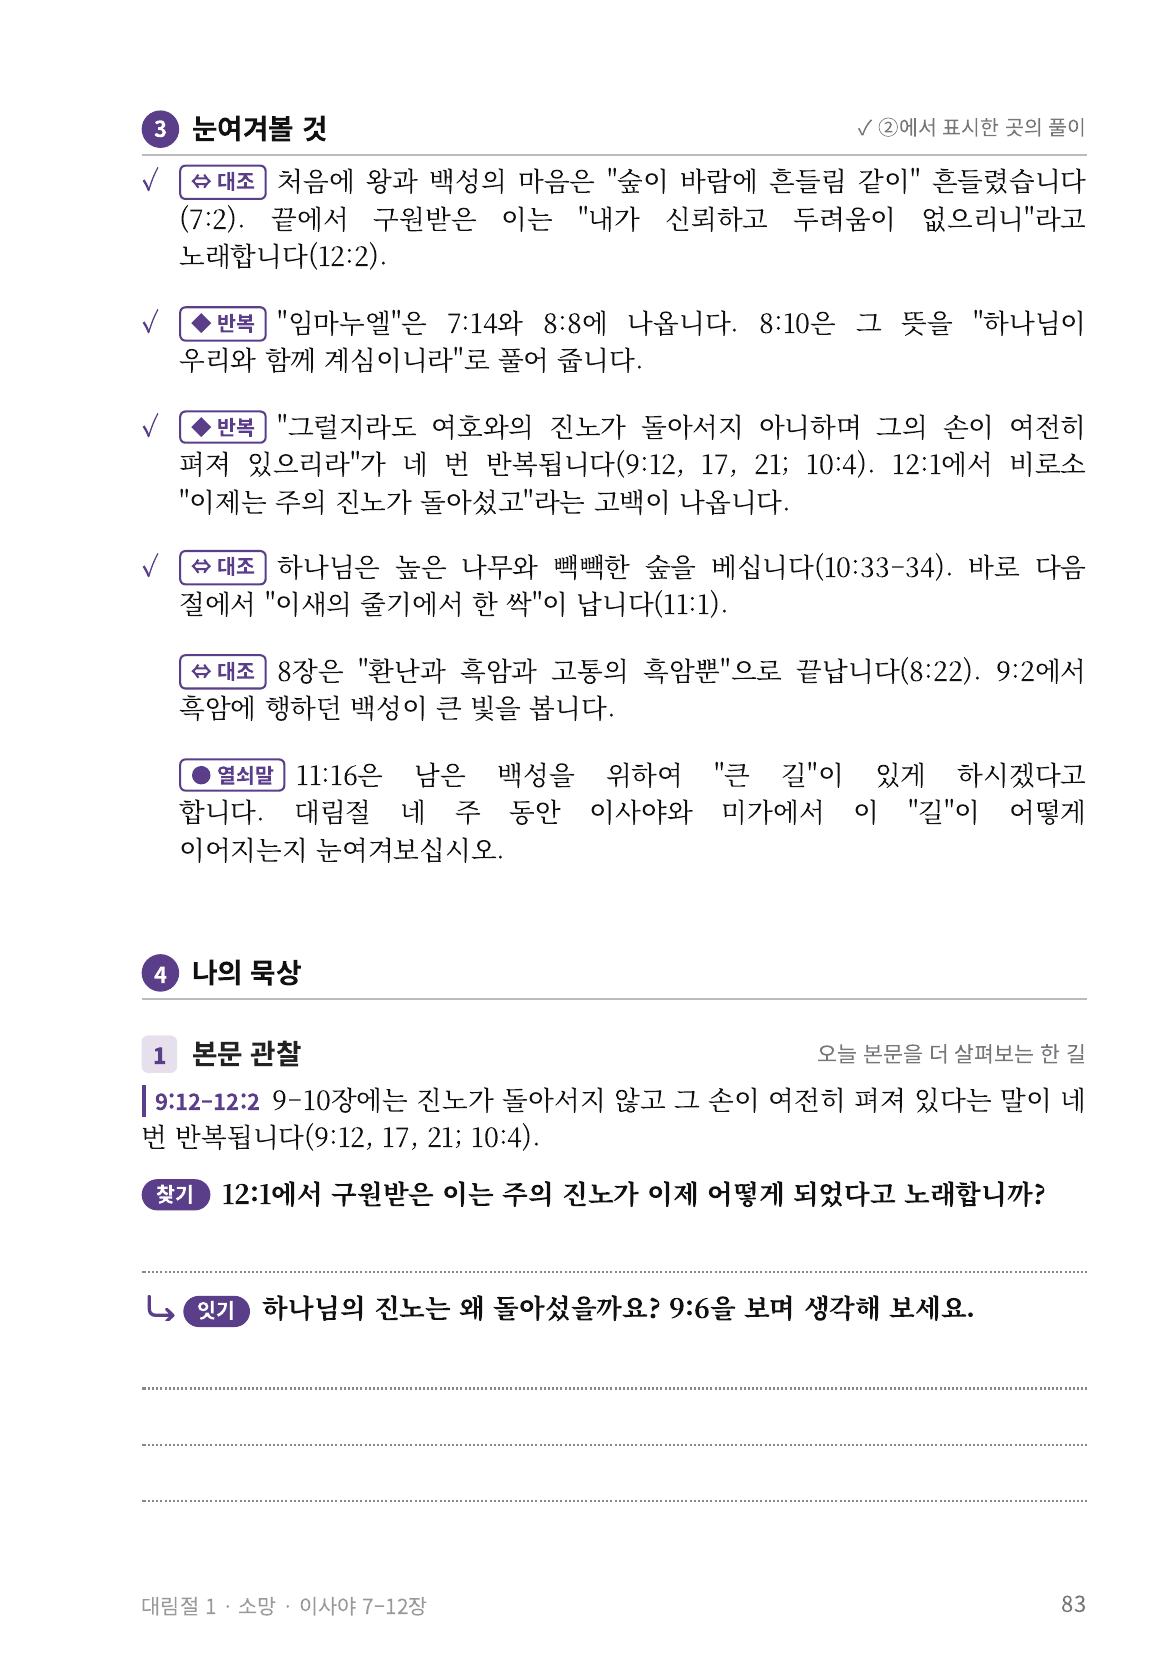 3 눈여겨볼 것
✓ ②에서 표시한 곳의 풀이
✓ ⇔ 대조 처음에 왕과 백성의 마음은 "숲이 바람에 흔들림 같이" 흔들렸습니다
(7:2). 끝에서 구원받은 이는 "내가 신뢰하고 두려움이 없으리니"라고
노래합니다(12:2).
✓ ◆ 반복 "임마누엘"은 7:14와 8:8에 나옵니다. 8:10은 그 뜻을 "하나님이
우리와 함께 계심이니라"로 풀어 줍니다.
✓ ◆ 반복 "그럴지라도 여호와의 진노가 돌아서지 아니하며 그의 손이 여전히
펴져 있으리라"가 네 번 반복됩니다(9:12, 17, 21; 10:4). 12:1에서 비로소
"이제는 주의 진노가 돌아섰고"라는 고백이 나옵니다.
✓ ⇔ 대조 하나님은 높은 나무와 빽빽한 숲을 베십니다(10:33–34). 바로 다음
절에서 "이새의 줄기에서 한 싹"이 납니다(11:1).
⇔ 대조 8장은 "환난과 흑암과 고통의 흑암뿐"으로 끝납니다(8:22). 9:2에서
흑암에 행하던 백성이 큰 빛을 봅니다.
● 열쇠말 11:16은 남은 백성을 위하여 "큰 길"이 있게 하시겠다고
합니다. 대림절 네 주 동안 이사야와 미가에서 이 "길"이 어떻게
이어지는지 눈여겨보십시오.
4 나의 묵상
1 본문 관찰
오늘 본문을 더 살펴보는 한 길
9:12–12:2 9–10장에는 진노가 돌아서지 않고 그 손이 여전히 펴져 있다는 말이 네
번 반복됩니다(9:12, 17, 21; 10:4).
찾기 12:1에서 구원받은 이는 주의 진노가 이제 어떻게 되었다고 노래합니까?
잇기 하나님의 진노는 왜 돌아섰을까요? 9:6을 보며 생각해 보세요.
대림절 1 · 소망 · 이사야 7–12장
83